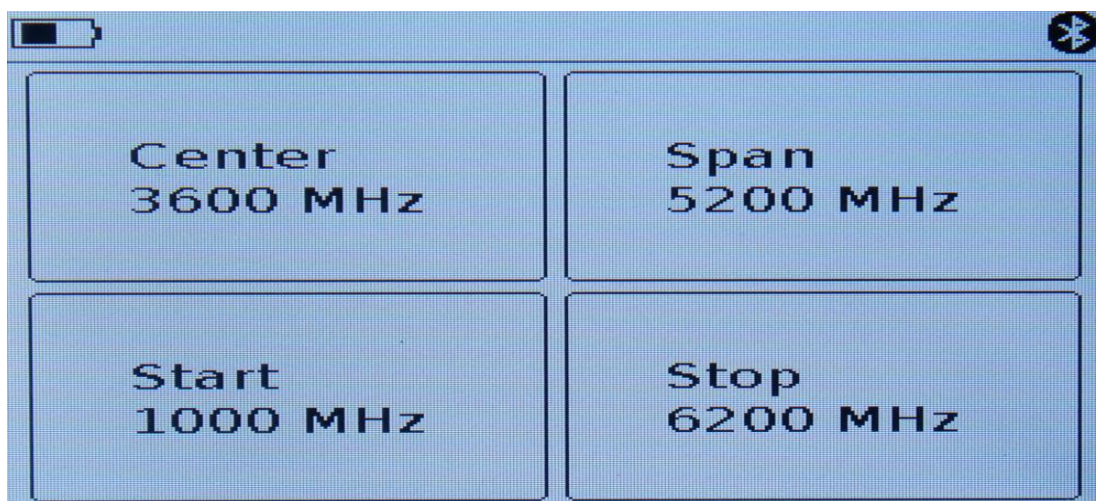 Center
3600 MHz
Span
5200 MHz
Start
1000 MHz
Stop
6200 MHz